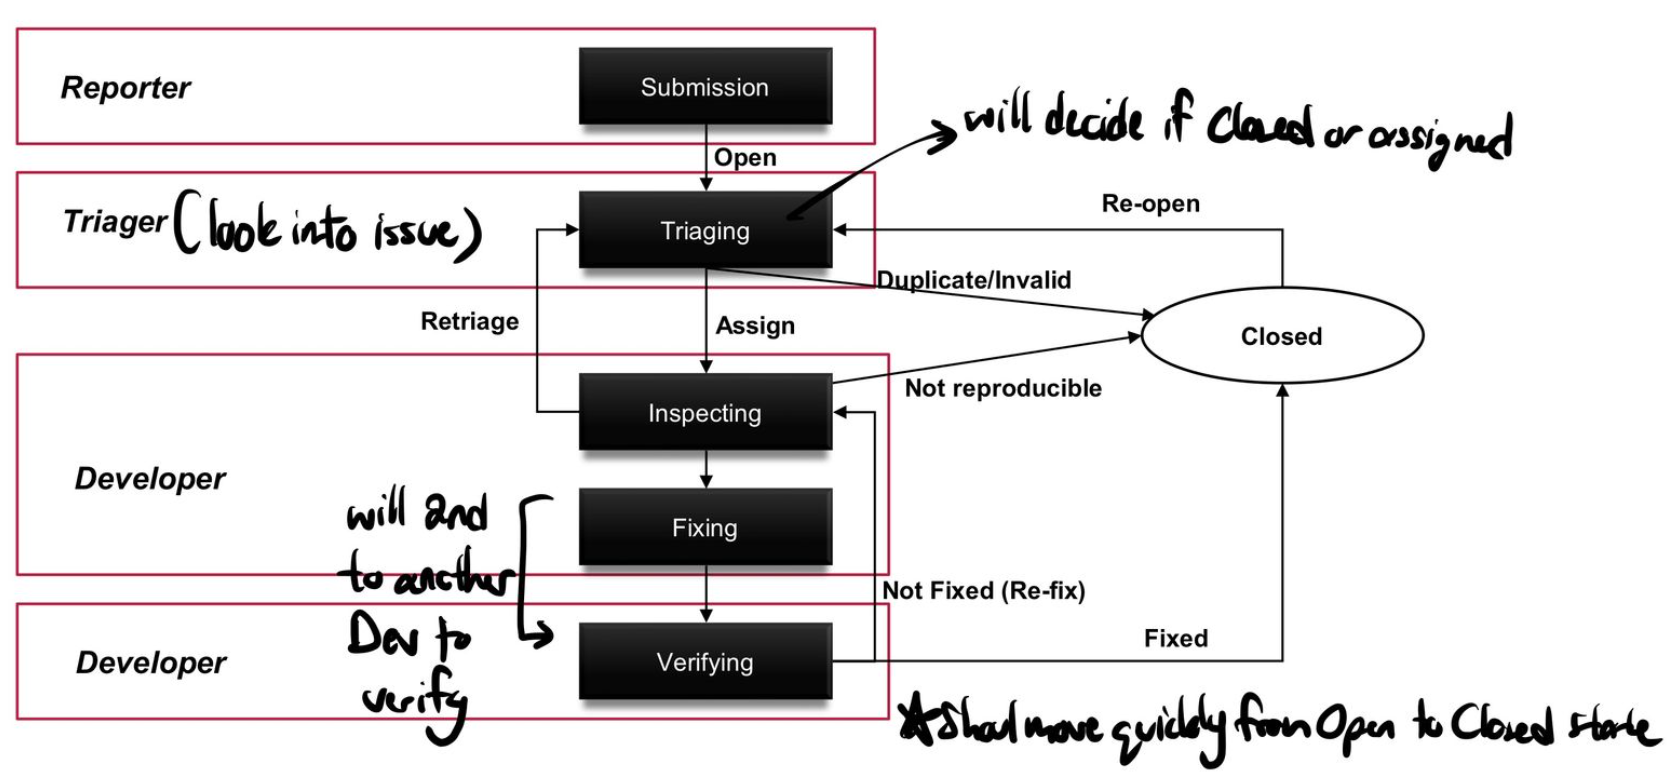 Reporter
Submission
will decide if Closed or assigned
Open
Triager (look into issue)
Triaging
Re-open
Duplicate/Invalid
Retriage
Assign
Closed
Not reproducible
Inspecting
Developer
will and
to another
Dev to
verify
Fixing
Not Fixed (Re-fix)
Developer
Verifying
Fixed
move quickly from Open to Closed state